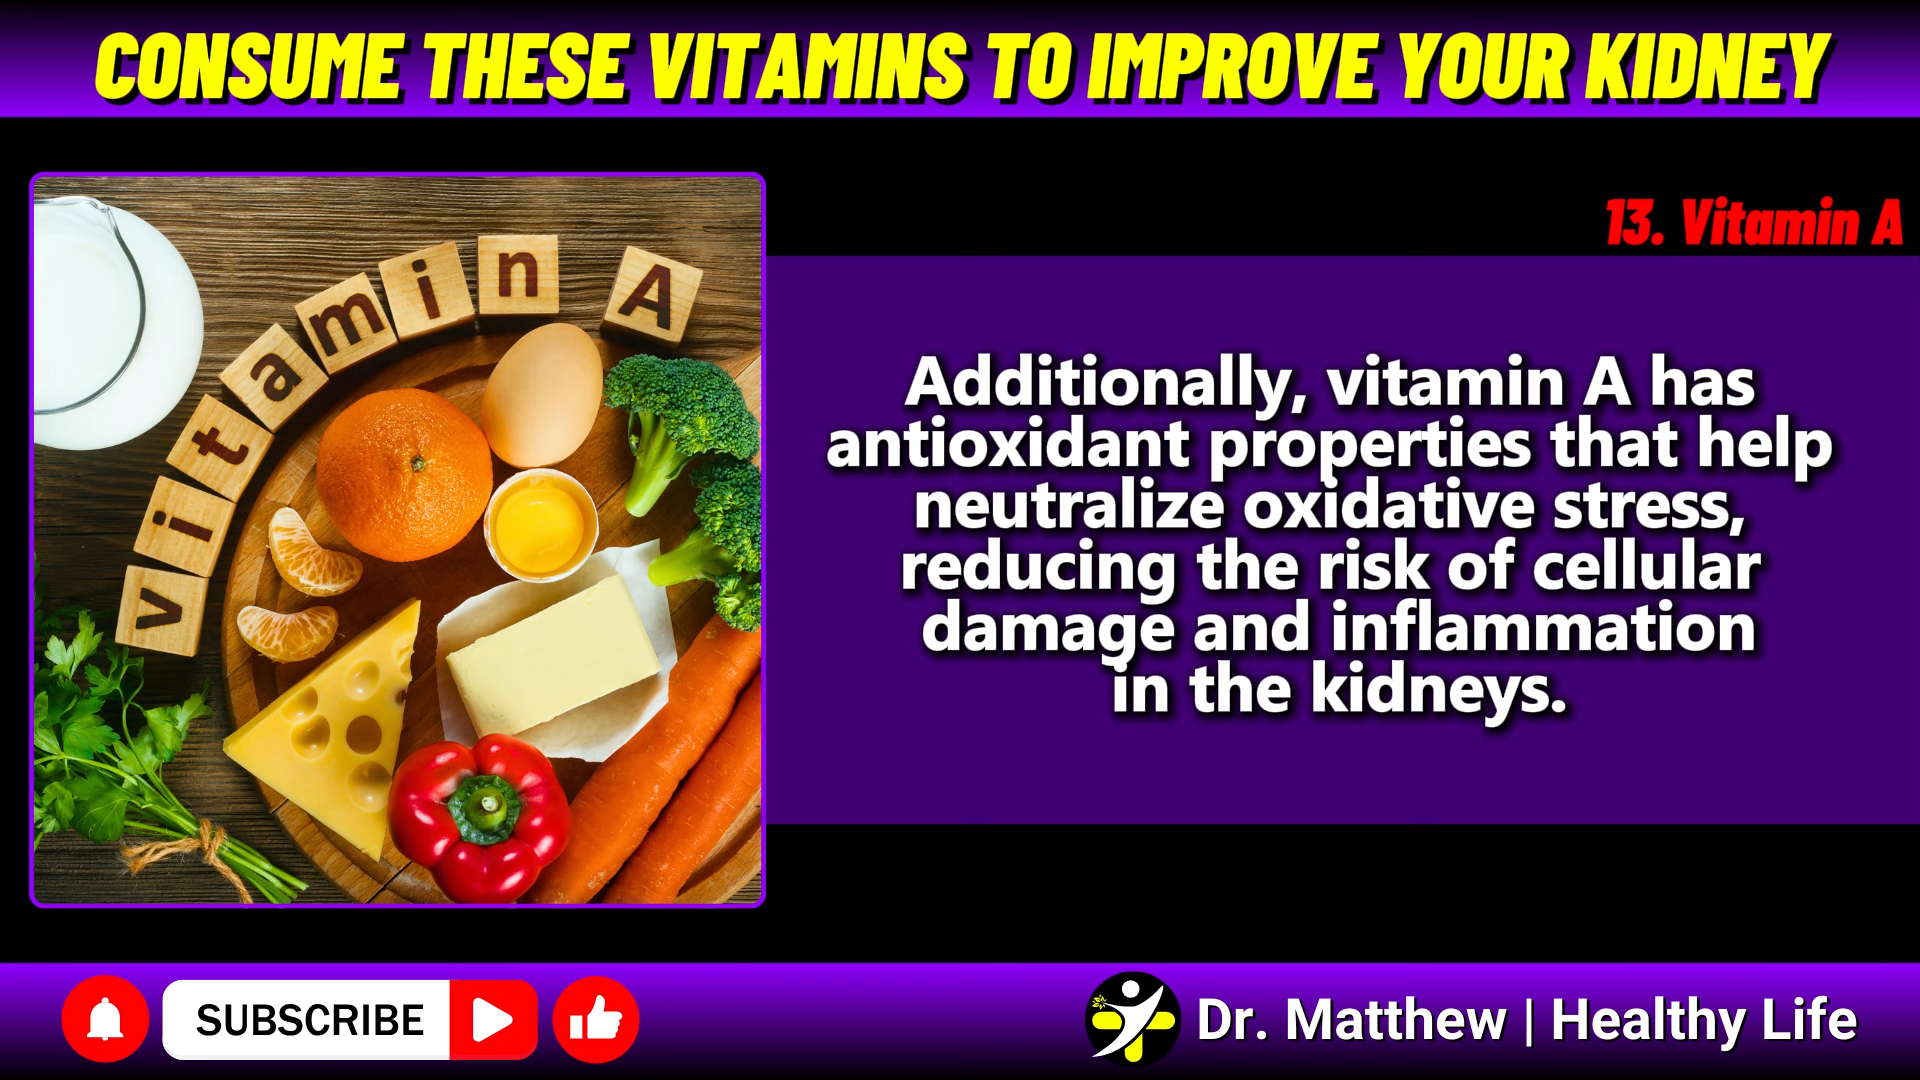 CONSUME THESE VITAMINS TO IMPROVE YOUR KIDNEY
13. Vitamin A
vitamin A
Additionally, vitamin A has
antioxidant properties that help
neutralize oxidative stress,
reducing the risk of cellular
damage and inflammation
in the kidneys.
SUBSCRIBE
Dr. Matthew | Healthy Life